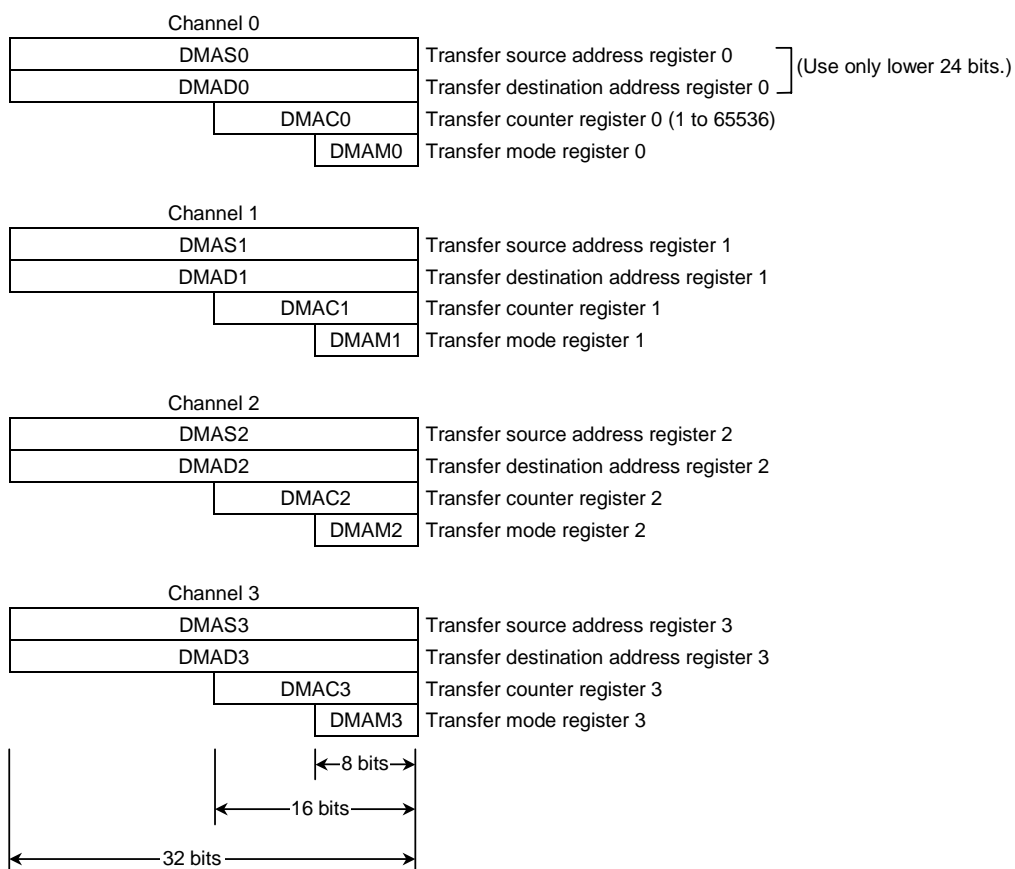 Channel 0
DMAS0 Transfer source address register 0
(Use only lower 24 bits.)
DMAD0 Transfer destination address register 0
DMAC0 Transfer counter register 0 (1 to 65536)
DMAM0 Transfer mode register 0
Channel 1
DMAS1 Transfer source address register 1
DMAD1 Transfer destination address register 1
DMAC1 Transfer counter register 1
DMAM1 Transfer mode register 1
Channel 2
DMAS2 Transfer source address register 2
DMAD2 Transfer destination address register 2
DMAC2 Transfer counter register 2
DMAM2 Transfer mode register 2
Channel 3
DMAS3 Transfer source address register 3
DMAD3 Transfer destination address register 3
DMAC3 Transfer counter register 3
DMAM3 Transfer mode register 3
8 bits
16 bits
32 bits